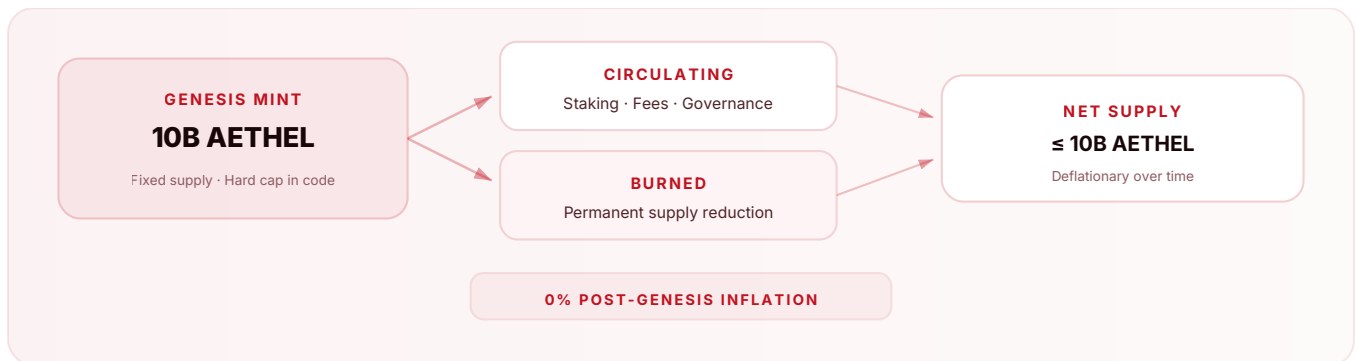 GENESIS MINT
10B AETHEL
Fixed supply · Hard cap in code
CIRCULATING
Staking · Fees · Governance
BURNED
Permanent supply reduction
NET SUPPLY
≤ 10B AETHEL
Deflationary over time
0% POST-GENESIS INFLATION